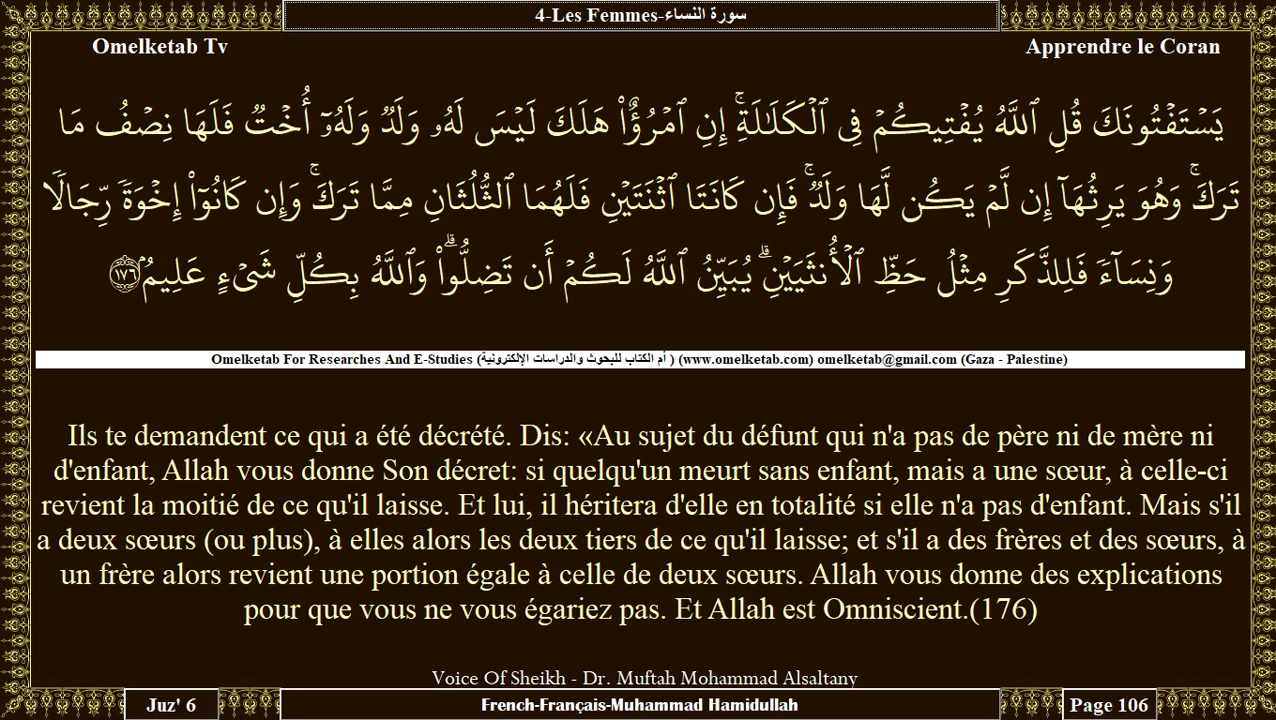 4-Les Femmes-سورة النساء
Omelketab Tv
Apprendre le Coran
يَسۡتَفۡتُونَكَ قُلِ ٱللَّهُ يُفۡتِيكُمۡ فِي ٱلۡكَلَٰلَةِۚ إِنِ ٱمۡرُؤٌاْ هَلَكَ لَيۡسَ لَهُۥ وَلَدٞ وَلَهُۥٓ أُخۡتٞ فَلَهَا نِصۡفُ مَا
تَرَكَۚ وَهُوَ يَرِثُهَآ إِن لَّمۡ يَكُن لَّهَا وَلَدٞۚ فَإِن كَانَتَا ٱثۡنَتَيۡنِ فَلَهُمَا ٱلثُّلُثَانِ مِمَّا تَرَكَۚ وَإِن كَانُوٓاْ إِخۡوَةٗ رِّجَالٗا
وَنِسَآءٗ فَلِلذَّكَرِ مِثۡلُ حَظِّ ٱلۡأُنثَيَيۡنِۗ يُبَيِّنُ ٱللَّهُ لَكُمۡ أَن تَضِلُّواْۗ وَٱللَّهُ بِكُلِّ شَيۡءٍ عَلِيمُۢ ١٧٦
Omelketab For Researches And E-Studies (أم الكتاب للبحوث والدراسات الإلكترونية ) (www.omelketab.com) omelketab@gmail.com (Gaza - Palestine)
Ils te demandent ce qui a été décrété. Dis: «Au sujet du défunt qui n'a pas de père ni de mère ni
d'enfant, Allah vous donne Son décret: si quelqu'un meurt sans enfant, mais a une sœur, à celle-ci
revient la moitié de ce qu'il laisse. Et lui, il héritera d'elle en totalité si elle n'a pas d'enfant. Mais s'il
a deux sœurs (ou plus), à elles alors les deux tiers de ce qu'il laisse; et s'il a des frères et des sœurs, à
un frère alors revient une portion égale à celle de deux sœurs. Allah vous donne des explications
pour que vous ne vous égariez pas. Et Allah est Omniscient.(176)
Voice Of Sheikh - Dr. Muftah Mohammad Alsaltany
Juz' 6
French-Français-Muhammad Hamidullah
Page 106